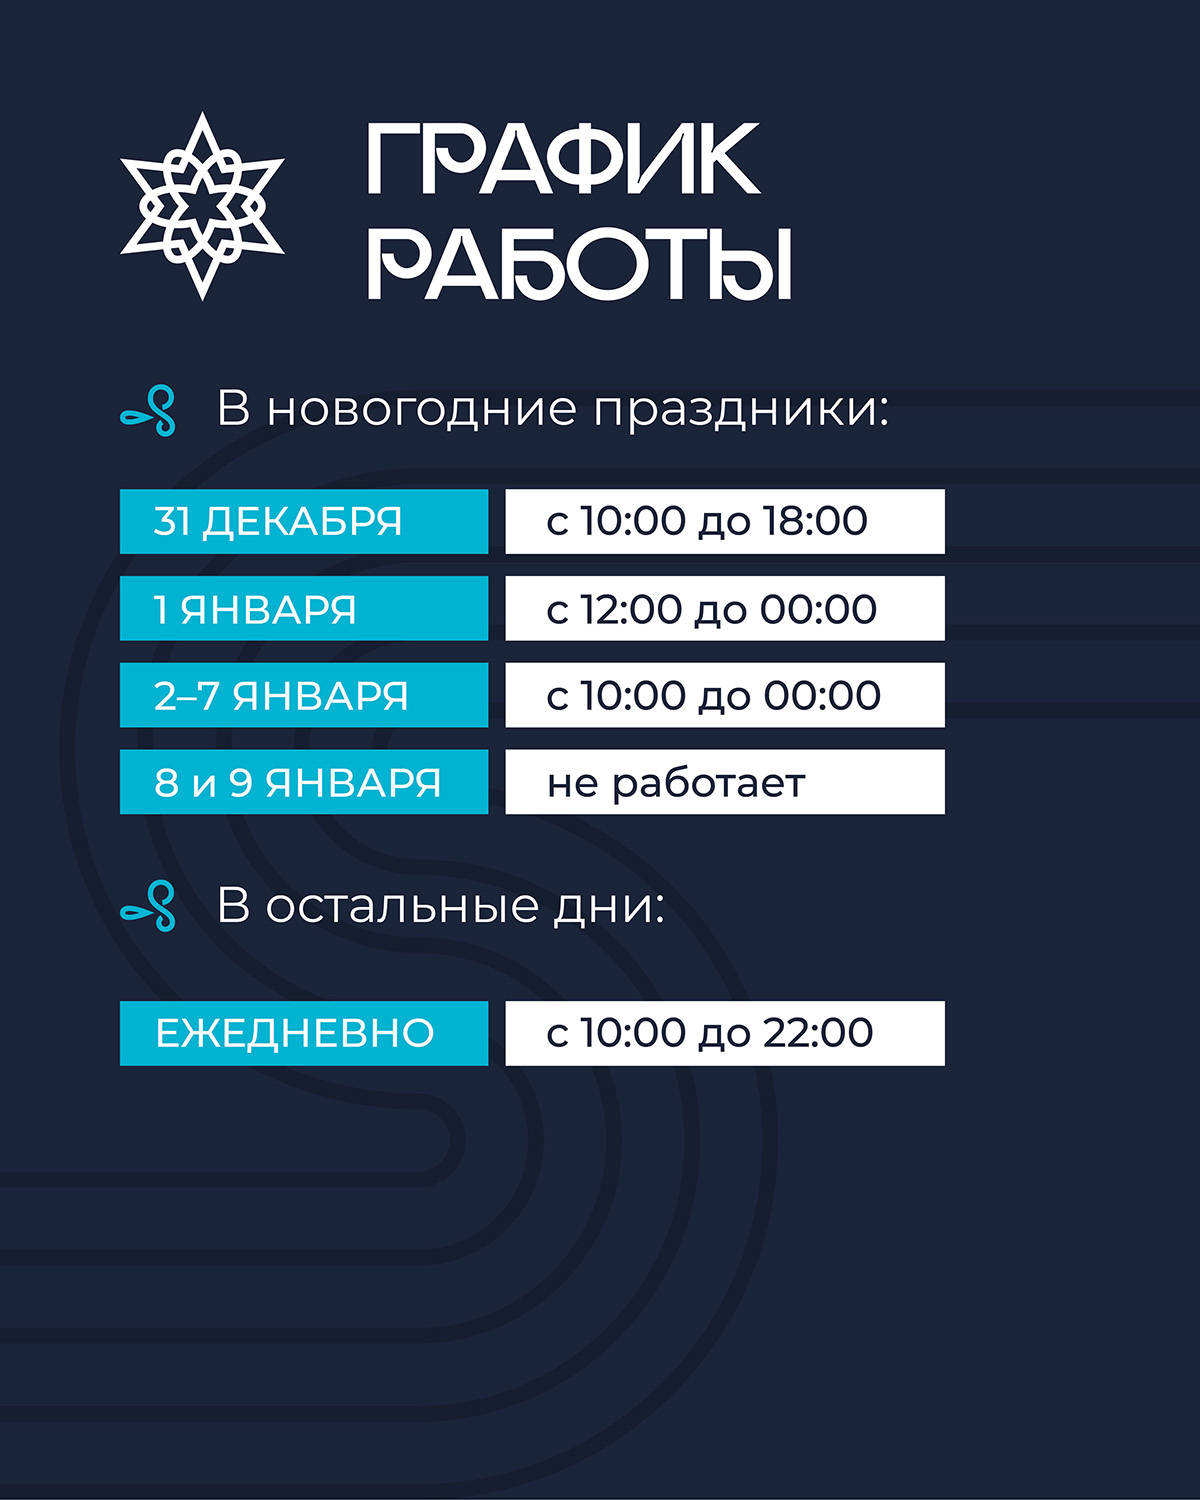 ГРАФИК
РАБОТЫ
В новогодние праздники:
31 ДЕКАБРЯ с 10:00 до 18:00
1 ЯНВАРЯ с 12:00 до 00:00
2–7 ЯНВАРЯ с 10:00 до 00:00
8 и 9 ЯНВАРЯ не работает
В остальные дни:
ЕЖЕДНЕВНО с 10:00 до 22:00